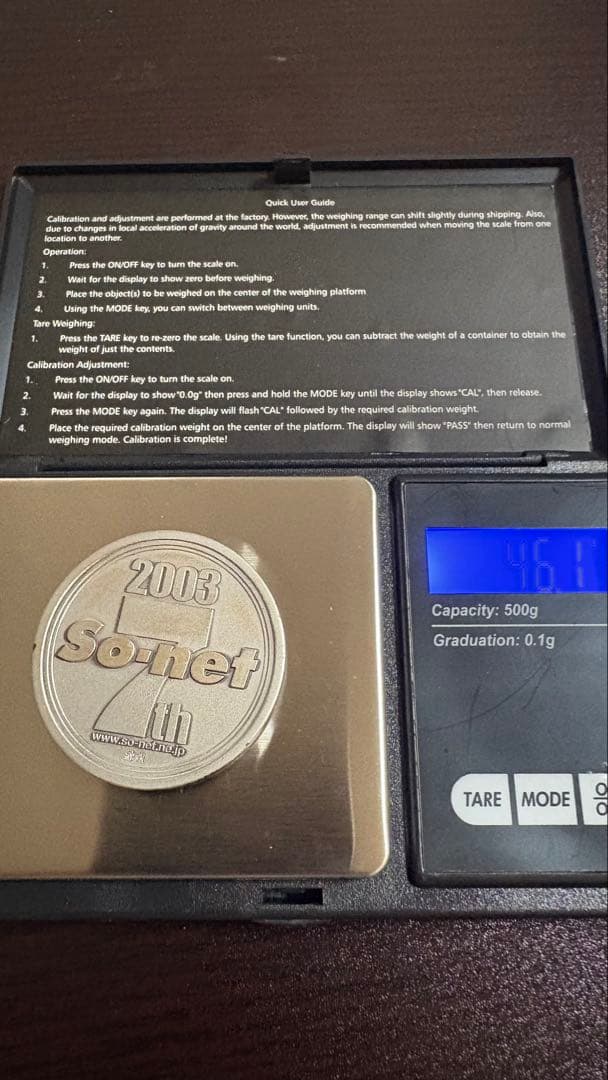 Quick User Guide
Calibration and adjustment are performed at the factory. However, the weighing range can shift slightly during shipping. Also,
due to changes in local acceleration of gravity around the world, adjustment is recommended when moving the scale from one
location to another.
Operation:
1. Press the ON/OFF key to turn the scale on.
2. Wait for the display to show zero before weighing.
3. Place the object(s) to be weighed on the center of the weighing platform
4. Using the MODE key, you can switch between weighing units.
Tare Weighing:
1. Press the TARE key to re-zero the scale. Using the tare function, you can subtract the weight of a container to obtain the
weight of just the contents.
Calibration Adjustment:
1. Press the ON/OFF key to turn the scale on.
2. Wait for the display to show "0.0g" then press and hold the MODE key until the display shows "CAL", then release.
3. Press the MODE key again. The display will flash "CAL" followed by the required calibration weight.
4. Place the required calibration weight on the center of the platform. The display will show "PASS" then return to normal
weighing mode. Calibration is complete!
2003
So-net
7th
www.so-net.ne.jp
46.1
Capacity: 500g
Graduation: 0.1g
TARE MODE